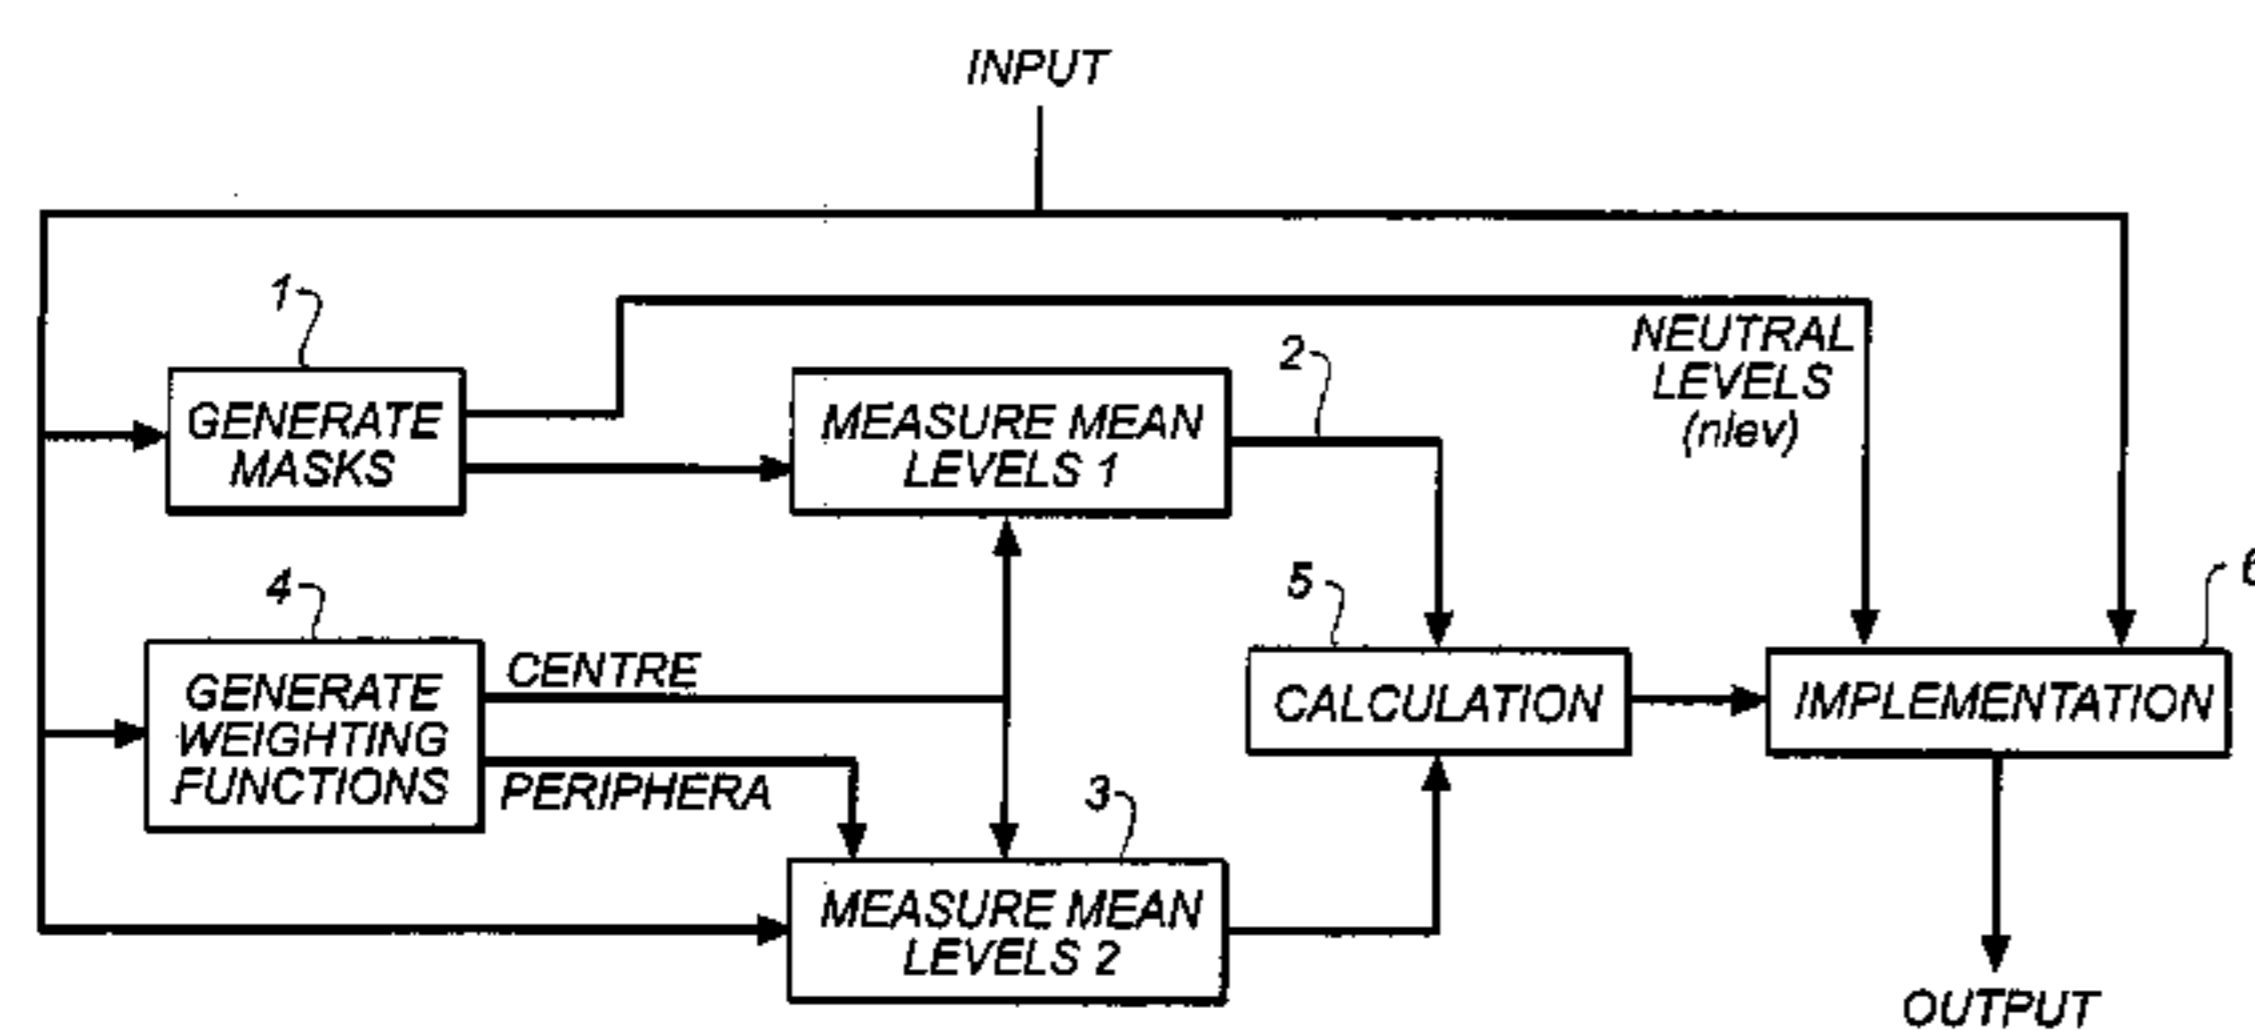 INPUT
1
GENERATE
MASKS
MEASURE MEAN
LEVELS 1
2
NEUTRAL
LEVELS
(nlev)
4
GENERATE
WEIGHTING
FUNCTIONS
CENTRE
PERIPHERA
3
MEASURE MEAN
LEVELS 2
5
CALCULATION
6
IMPLEMENTATION
OUTPUT